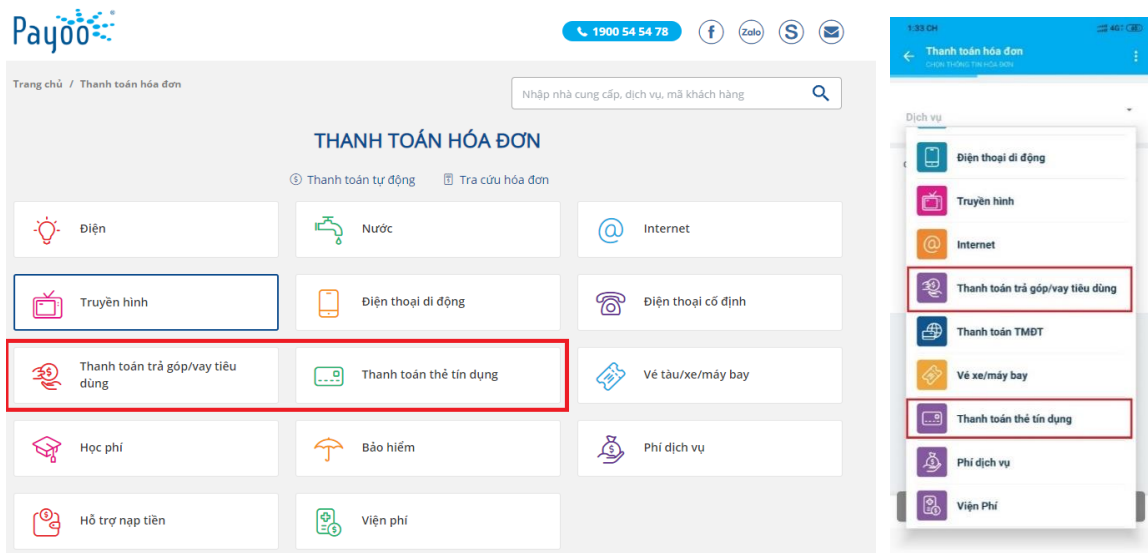 Payoo
1900 54 54 78
f
Zalo
S
Trang chủ / Thanh toán hóa đơn
Nhập nhà cung cấp, dịch vụ, mã khách hàng
THANH TOÁN HÓA ĐƠN
Thanh toán tự động
Tra cứu hóa đơn
Điện
Nước
Internet
Truyền hình
Điện thoại di động
Điện thoại cố định
Thanh toán trả góp/vay tiêu
dùng
Thanh toán thẻ tín dụng
Vé tàu/xe/máy bay
Học phí
Bảo hiểm
Phí dịch vụ
Hỗ trợ nạp tiền
Viện phí
1:33 CH
Thanh toán hóa đơn
CHỌN THÔNG TIN HÓA ĐƠN
Dịch vụ
Điện thoại di động
Truyền hình
Internet
Thanh toán trả góp/vay tiêu dùng
Thanh toán TMĐT
Vé xe/máy bay
Thanh toán thẻ tín dụng
Phí dịch vụ
Viện Phí